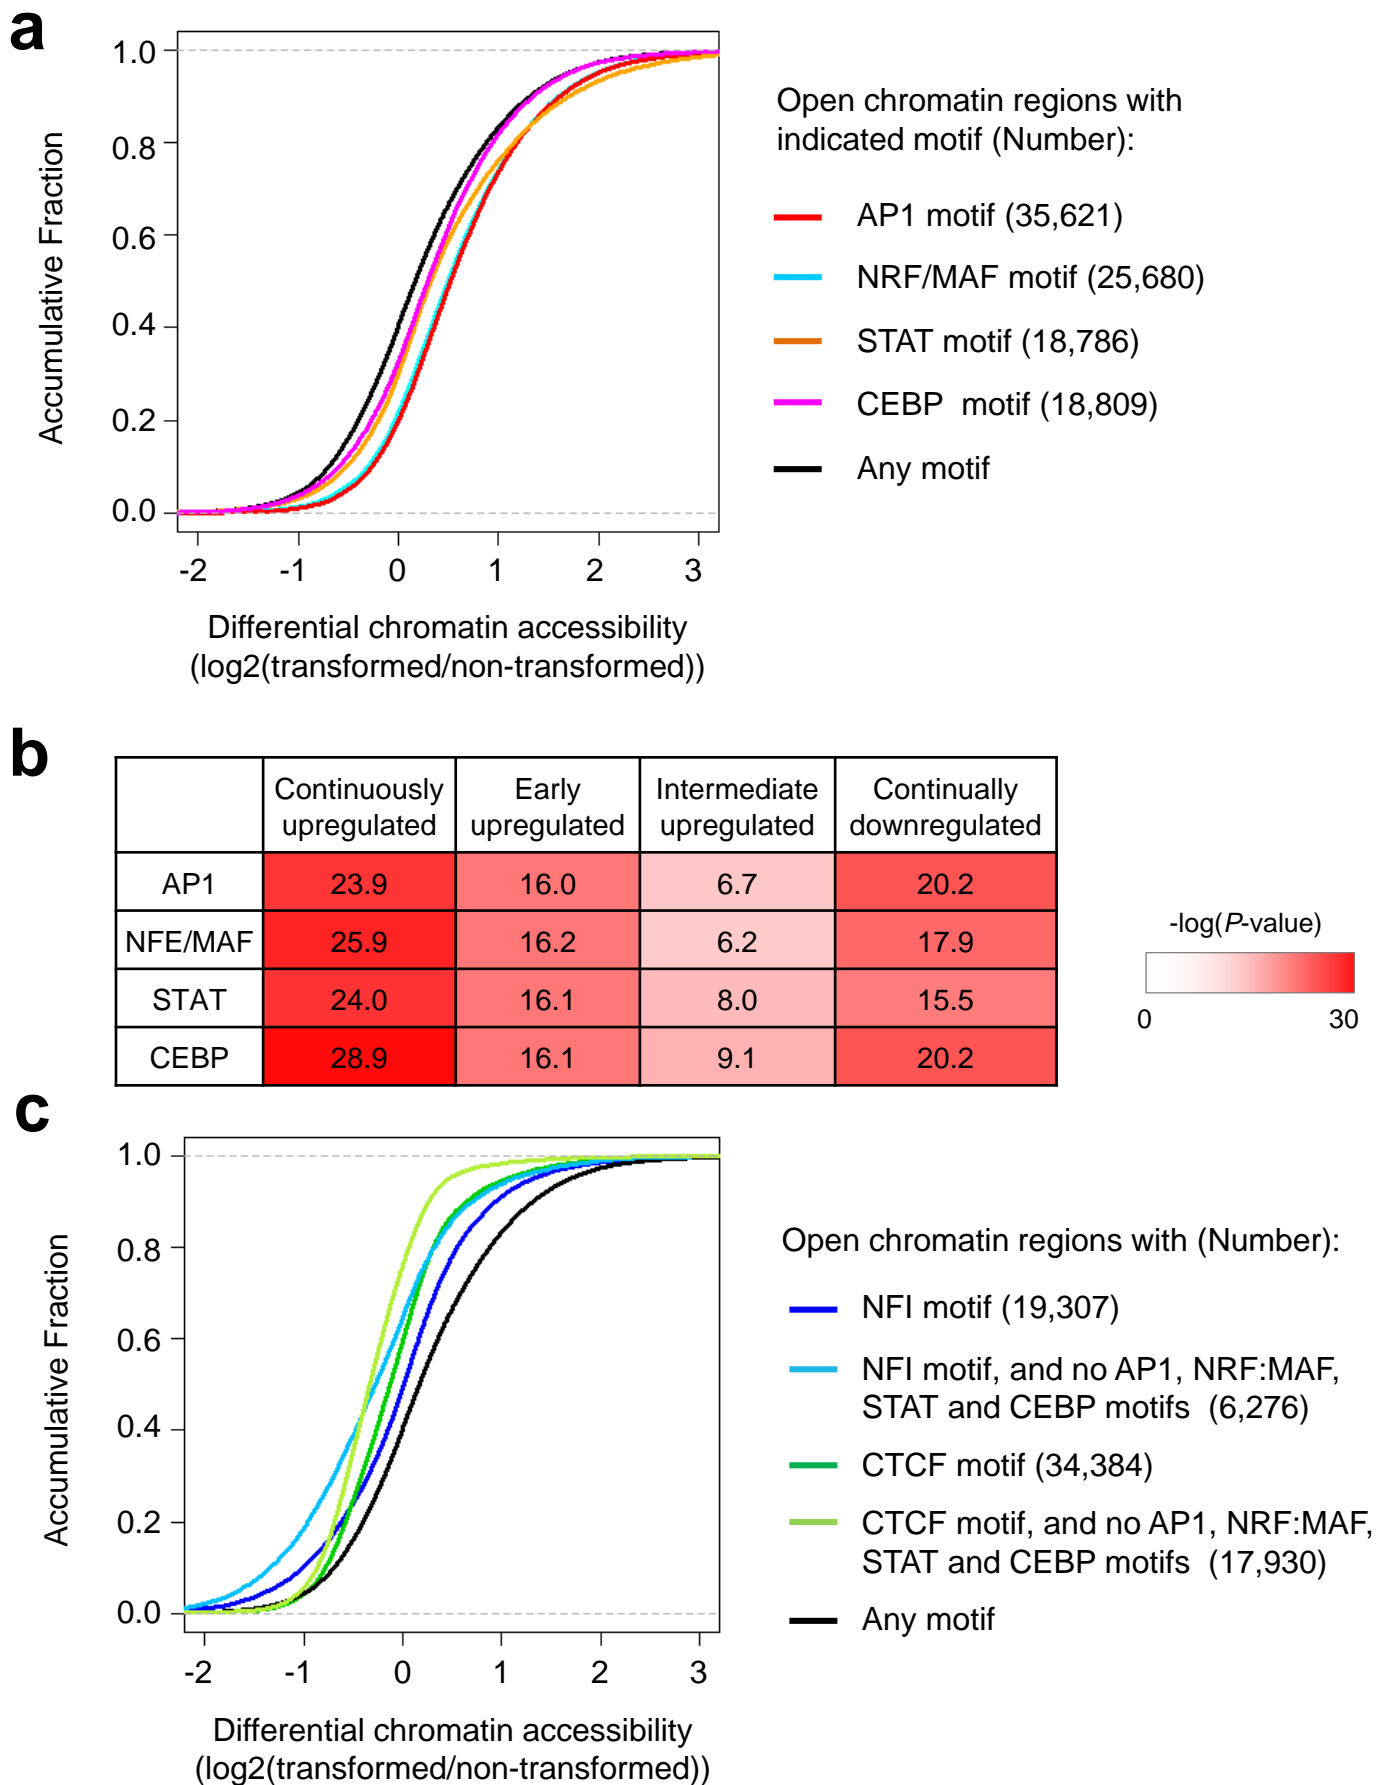 a
1.0
0.8
0.6
0.4
0.2
0.0
Accumulative Fraction
-2 -1 0 1 2 3
Differential chromatin accessibility
(log2(transformed/non-transformed))
Open chromatin regions with
indicated motif (Number):
AP1 motif (35,621)
NRF/MAF motif (25,680)
STAT motif (18,786)
CEBP motif (18,809)
Any motif
b
Continuously upregulated Early upregulated Intermediate upregulated Continually downregulated
AP1 23.9 16.0 6.7 20.2
NFE/MAF 25.9 16.2 6.2 17.9
STAT 24.0 16.1 8.0 15.5
CEBP 28.9 16.1 9.1 20.2
-log(P-value)
0 30
c
1.0
0.8
0.6
0.4
0.2
0.0
Accumulative Fraction
-2 -1 0 1 2 3
Differential chromatin accessibility
(log2(transformed/non-transformed))
Open chromatin regions with (Number):
NFI motif (19,307)
NFI motif, and no AP1, NRF:MAF,
STAT and CEBP motifs (6,276)
CTCF motif (34,384)
CTCF motif, and no AP1, NRF:MAF,
STAT and CEBP motifs (17,930)
Any motif